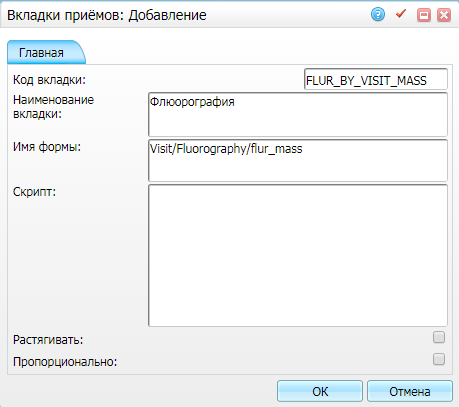 Вкладки приёмов: Добавление
Главная
Код вкладки:
FLUR_BY_VISIT_MASS
Наименование
вкладки:
Флюорография
Имя формы:
Visit/Fluorography/flur_mass
Скрипт:
Растягивать:
Пропорционально:
ОК
Отмена